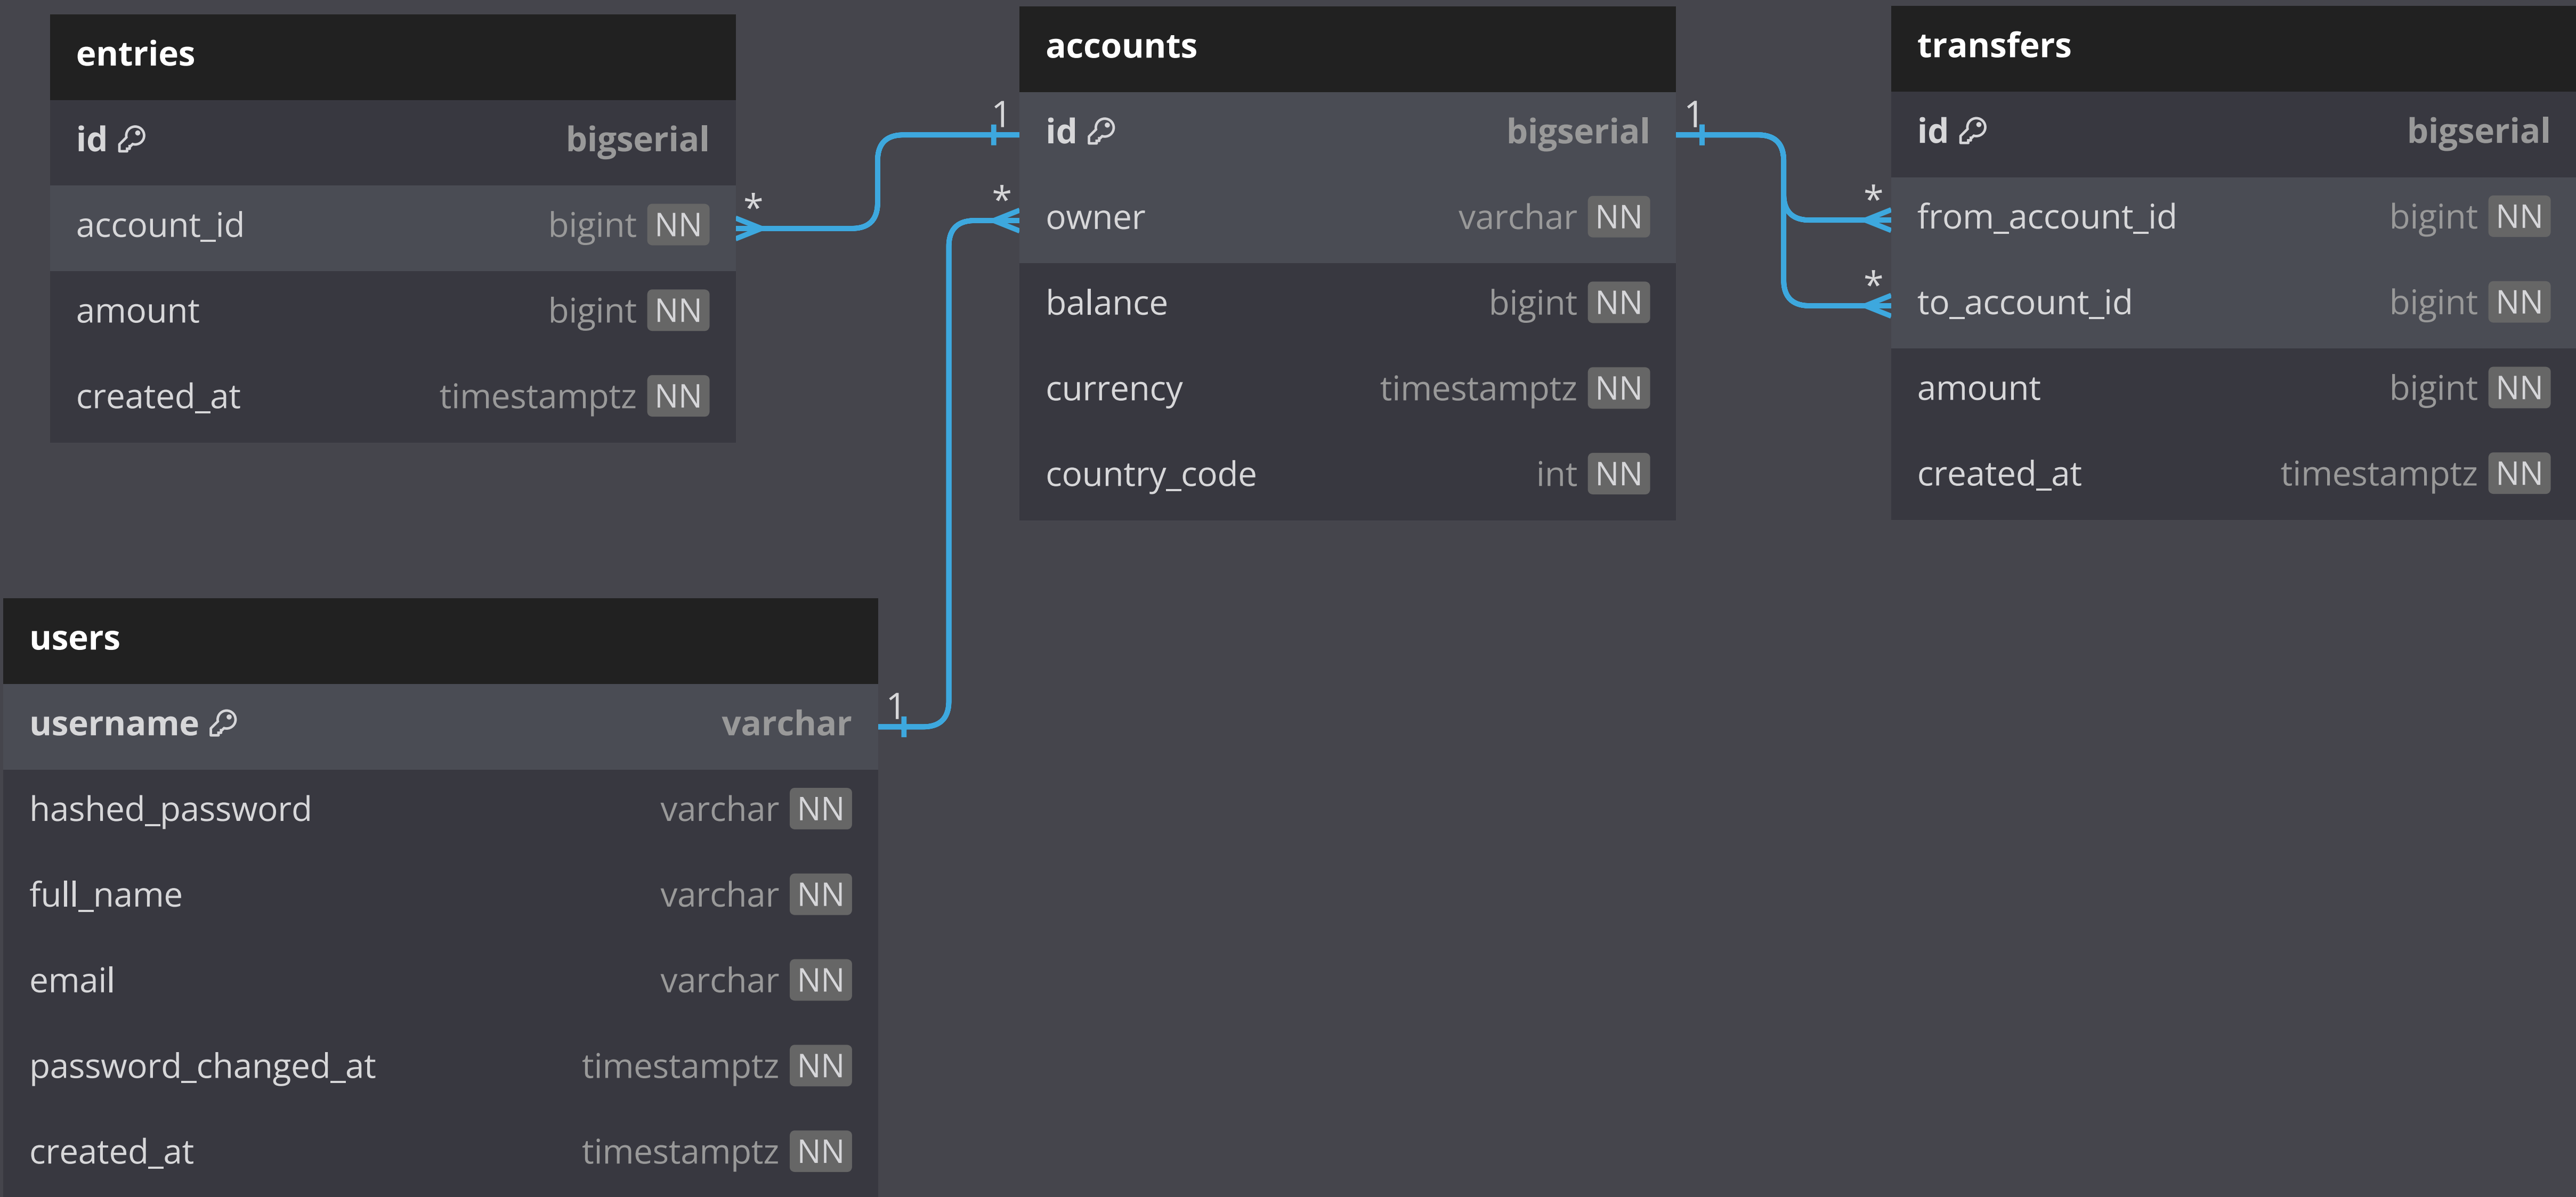 entries
id bigserial
account_id bigint NN
amount bigint NN
created_at timestamptz NN
1
*
*
accounts
id bigserial
owner varchar NN
balance bigint NN
currency timestamptz NN
country_code int NN
1
*
*
transfers
id bigserial
from_account_id bigint NN
to_account_id bigint NN
amount bigint NN
created_at timestamptz NN
users
username varchar
hashed_password varchar NN
full_name varchar NN
email varchar NN
password_changed_at timestamptz NN
created_at timestamptz NN
1